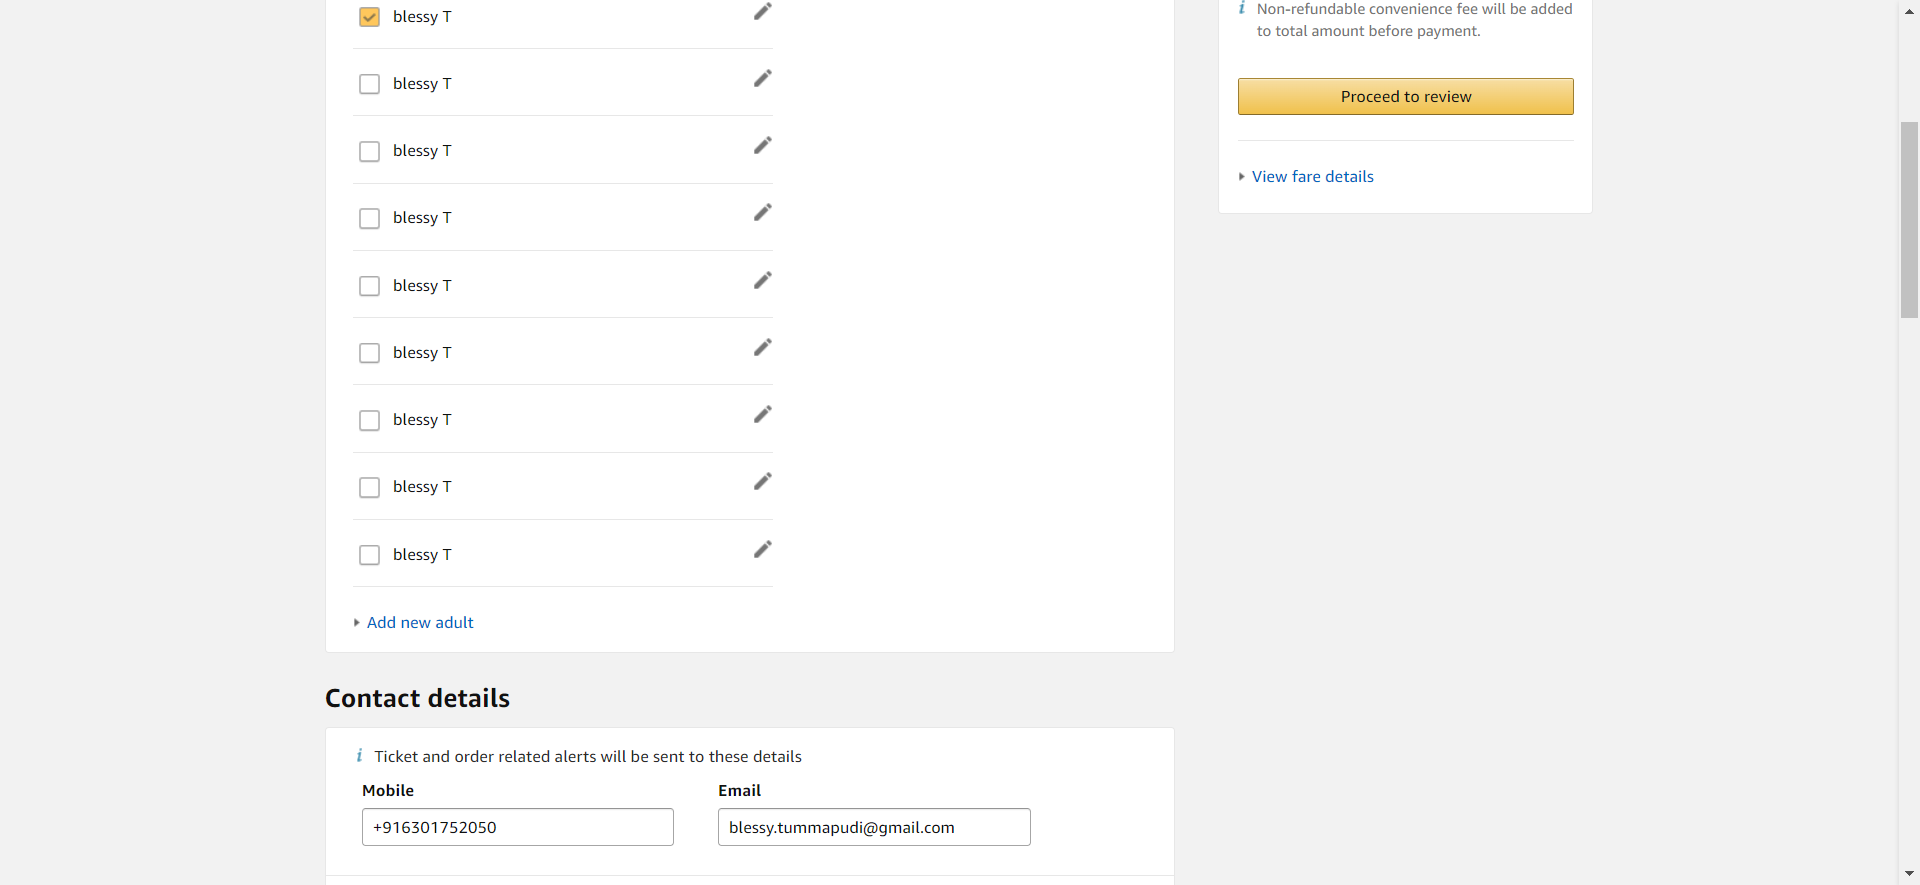 blessy T
blessy T
blessy T
blessy T
blessy T
blessy T
blessy T
blessy T
blessy T
Add new adult
Contact details
i Ticket and order related alerts will be sent to these details
Mobile
+916301752050
Email
blessy.tummapudi@gmail.com
i Non-refundable convenience fee will be added
to total amount before payment.
Proceed to review
View fare details